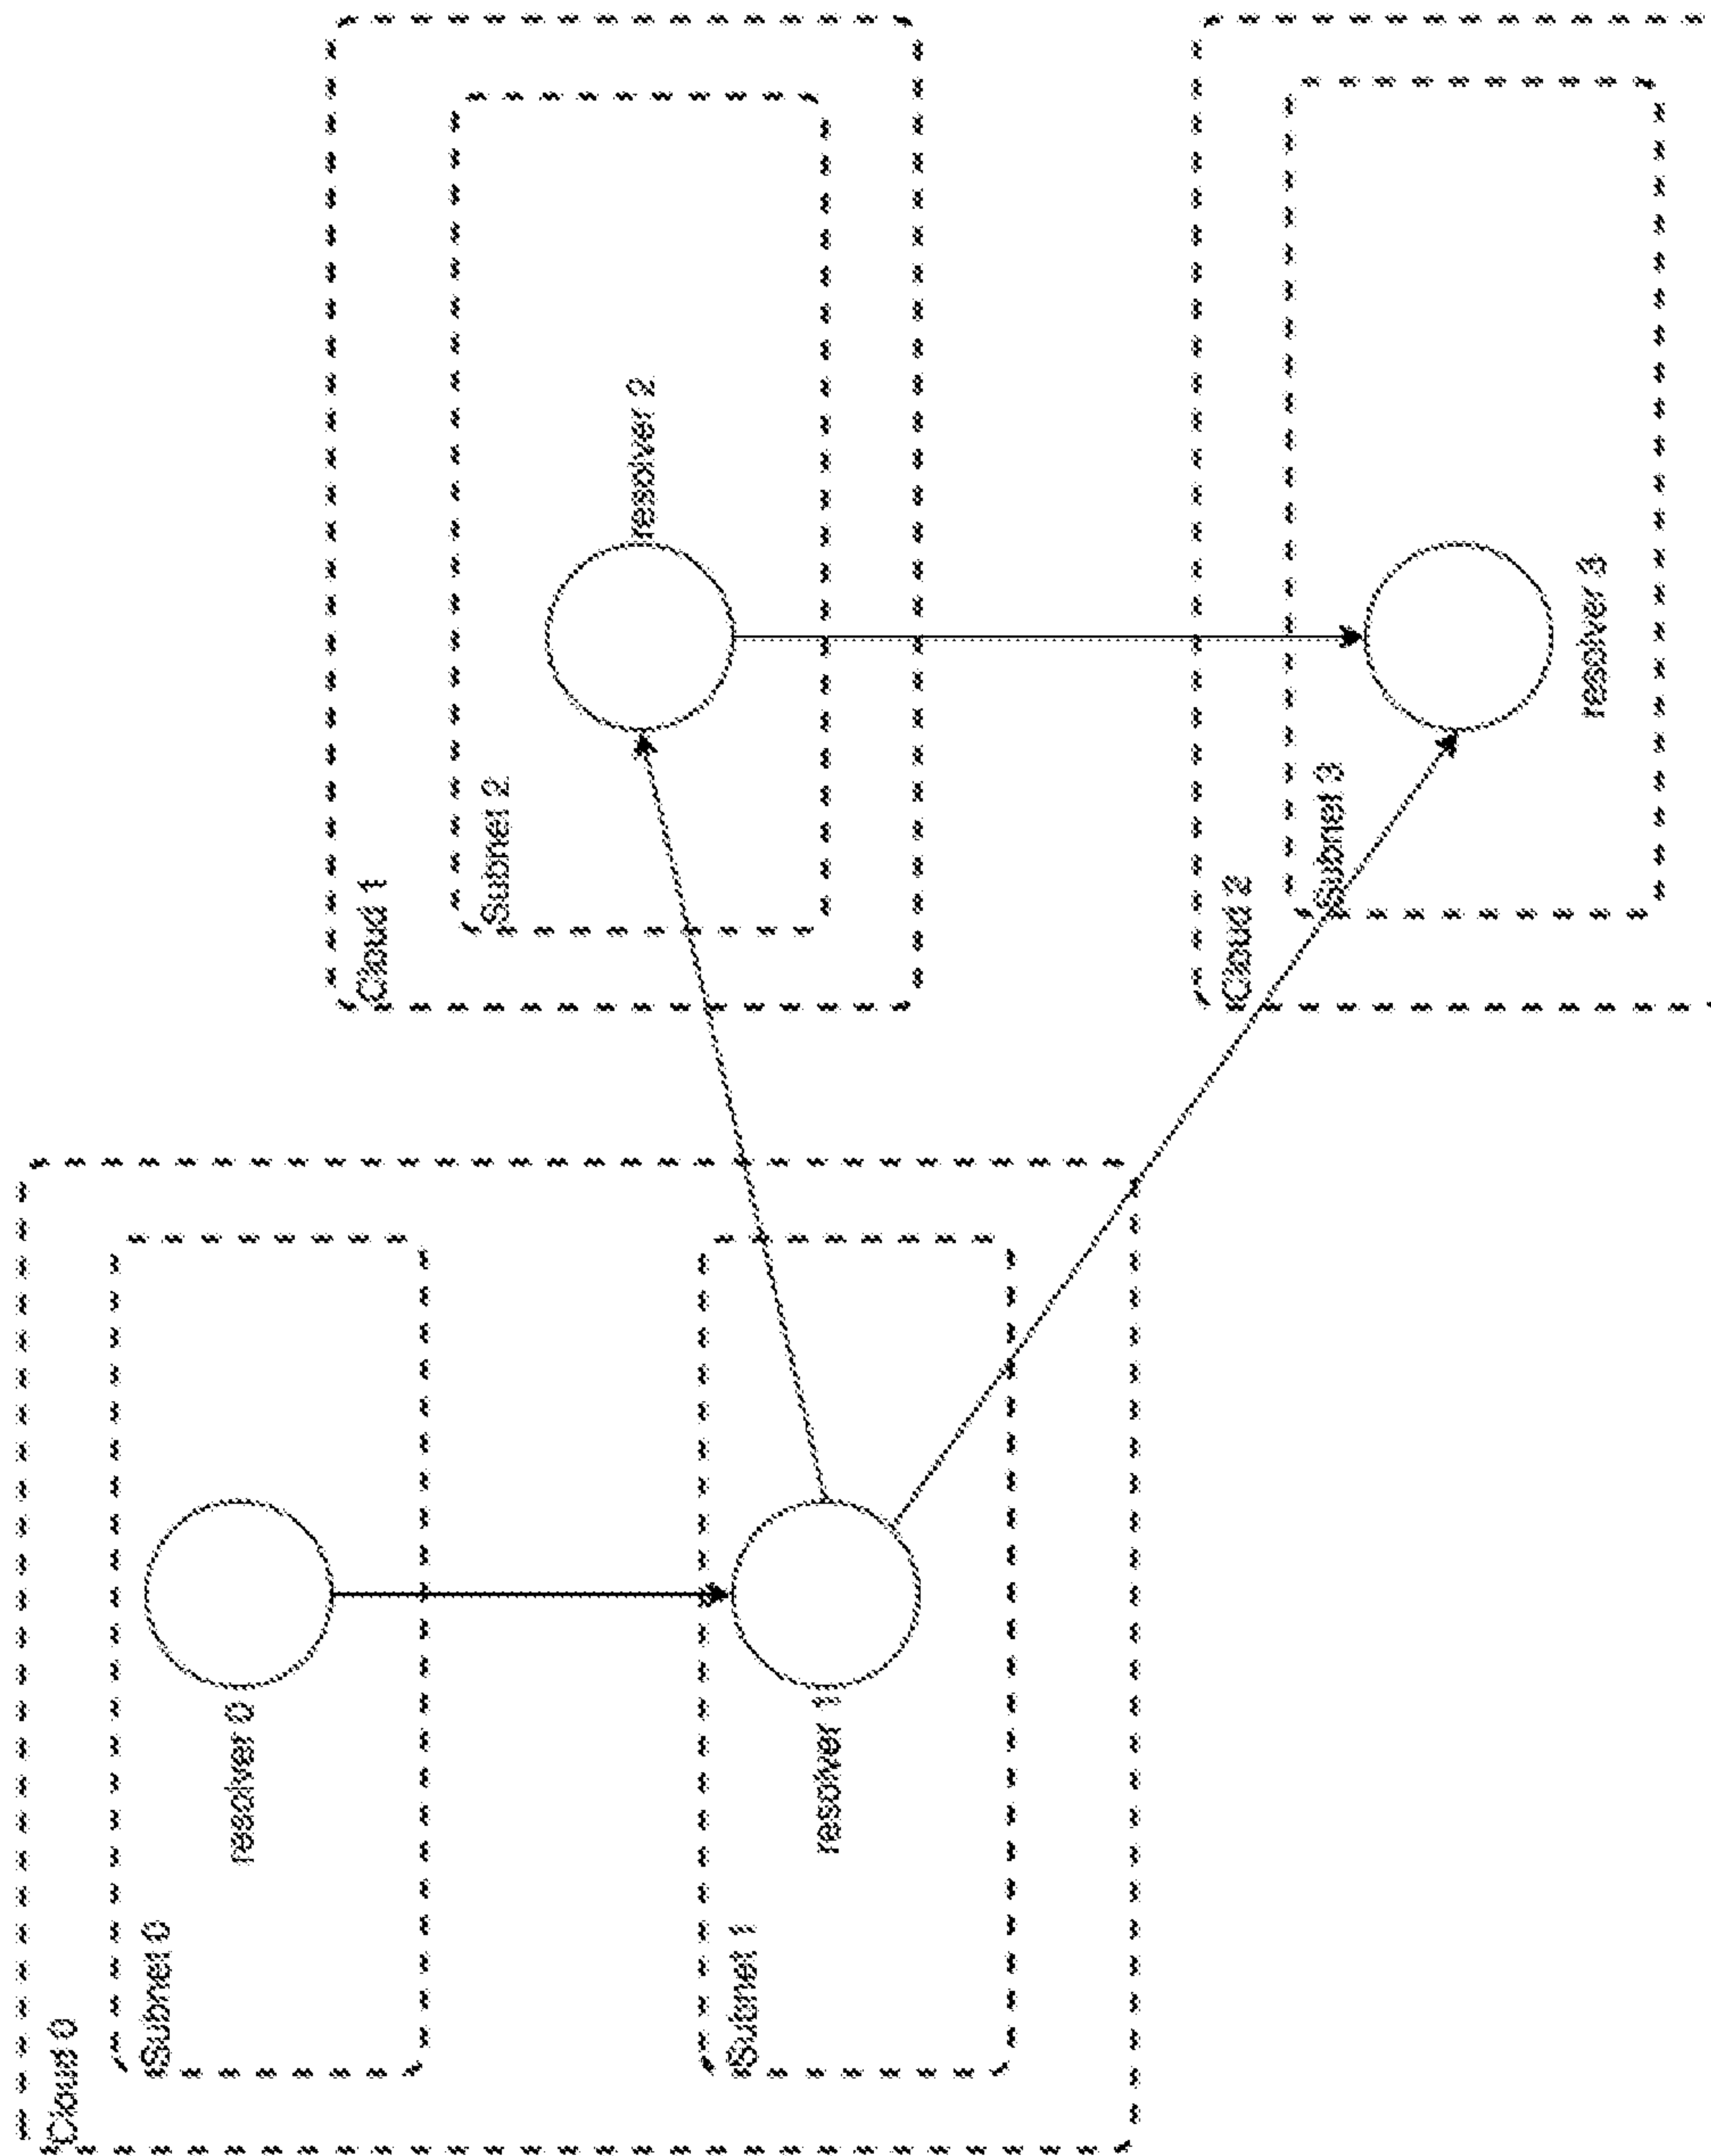 Cloud 0
Subnet 0
resolver 0
Subnet 1
resolver 1
Cloud 1
Subnet 2
resolver 2
Cloud 2
Subnet 3
resolver 3